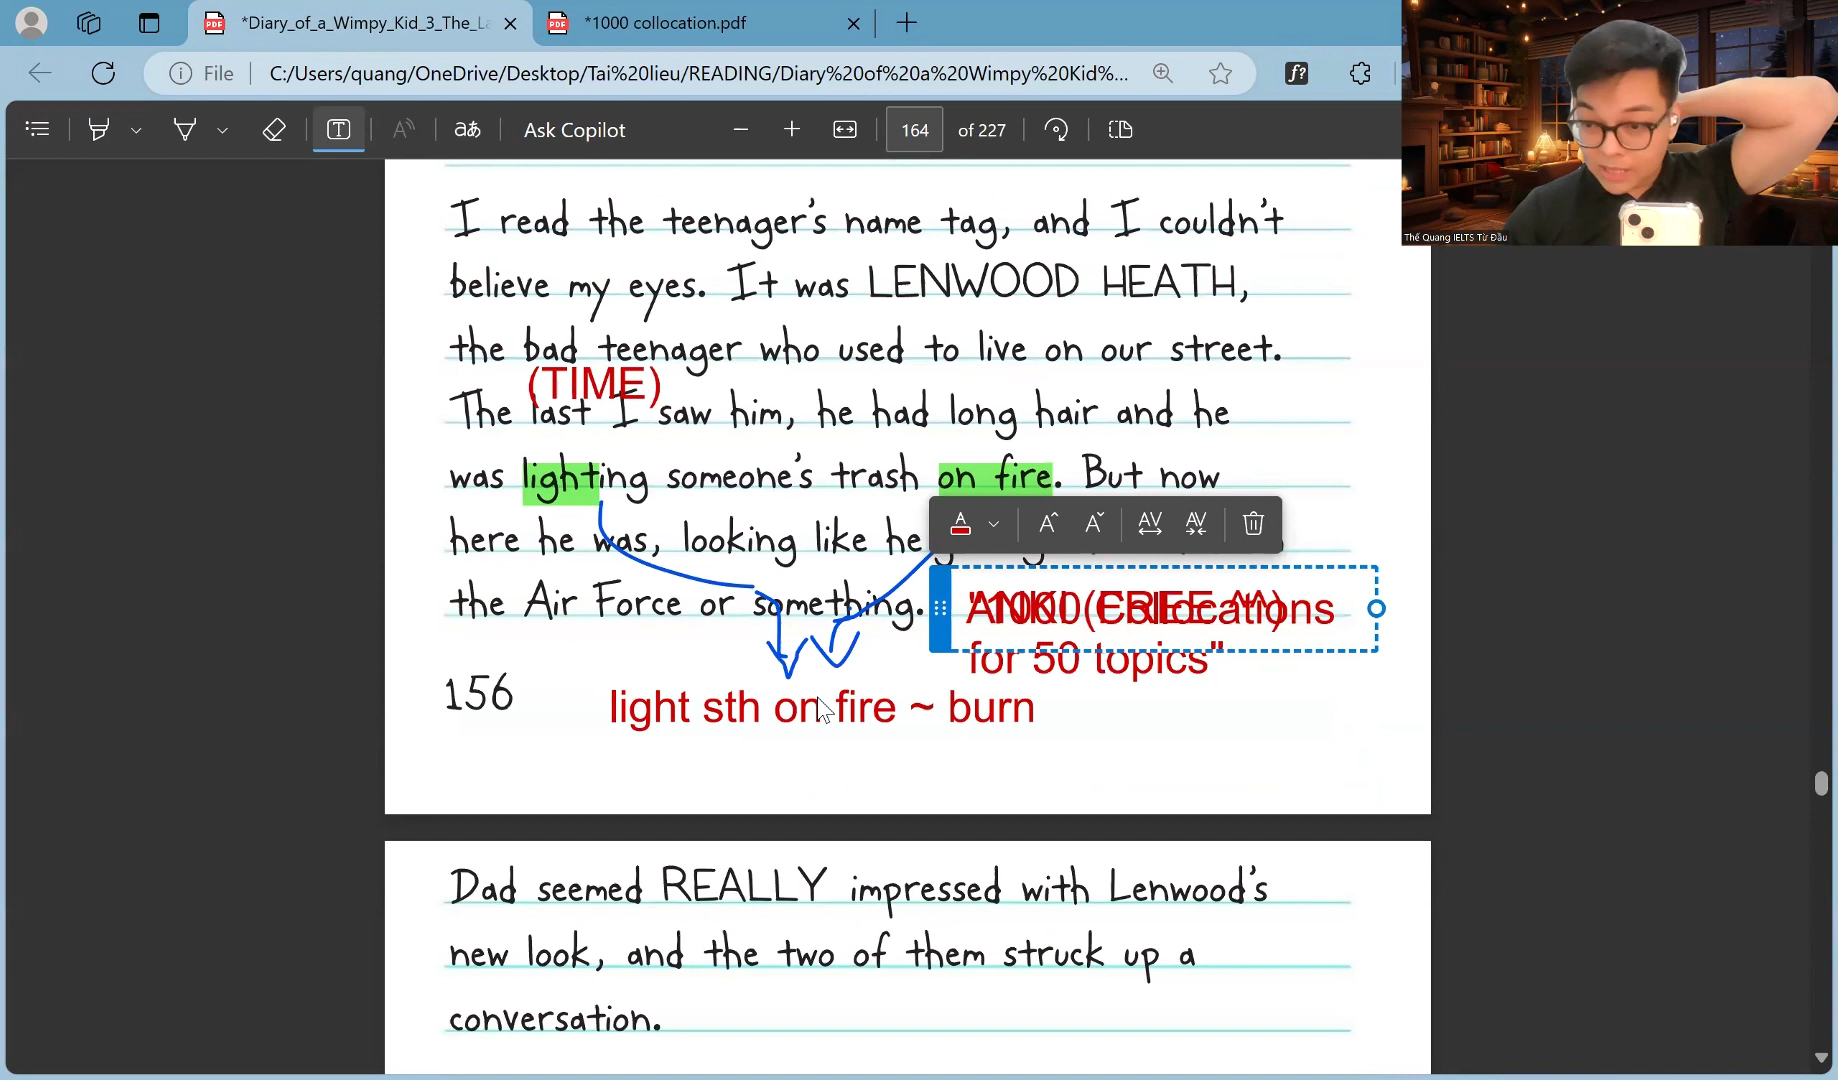 *Diary_of_a_Wimpy_Kid_3_The_La
*1000 collocation.pdf
File
C:/Users/quang/OneDrive/Desktop/Tai%20lieu/READING/Diary%20of%20a%20Wimpy%20Kid%...
Ask Copilot
164 of 227
Thế Quang IELTS Từ Đầu
I read the teenager's name tag, and I couldn't
believe my eyes. It was LENWOOD HEATH,
the bad teenager who used to live on our street.
(TIME)
The last I saw him, he had long hair and he
was lighting someone's trash on fire. But now
here he was, looking like he
the Air Force or something.
ANKI (FREE ^^)
"1000 Collocations
for 50 topics"
156
light sth on fire ~ burn
Dad seemed REALLY impressed with Lenwood's
new look, and the two of them struck up a
conversation.